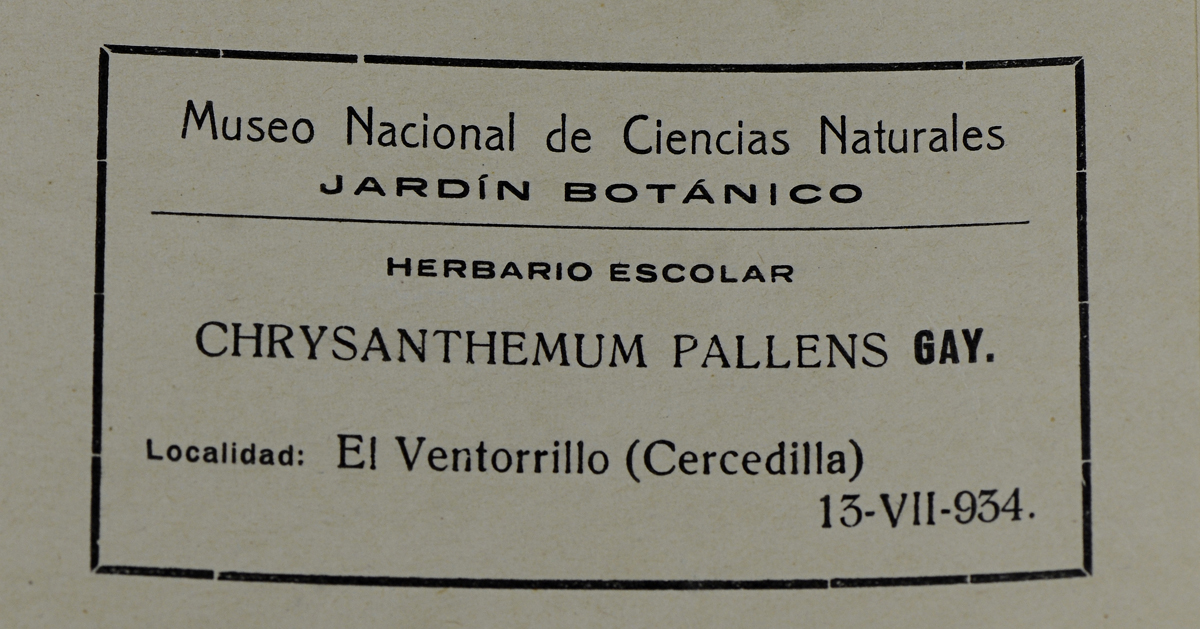 Museo Nacional de Ciencias Naturales
JARDÍN BOTÁNICO
HERBARIO ESCOLAR
CHRYSANTHEMUM PALLENS GAY.
Localidad: El Ventorrillo (Cercedilla)
13-VII-934.